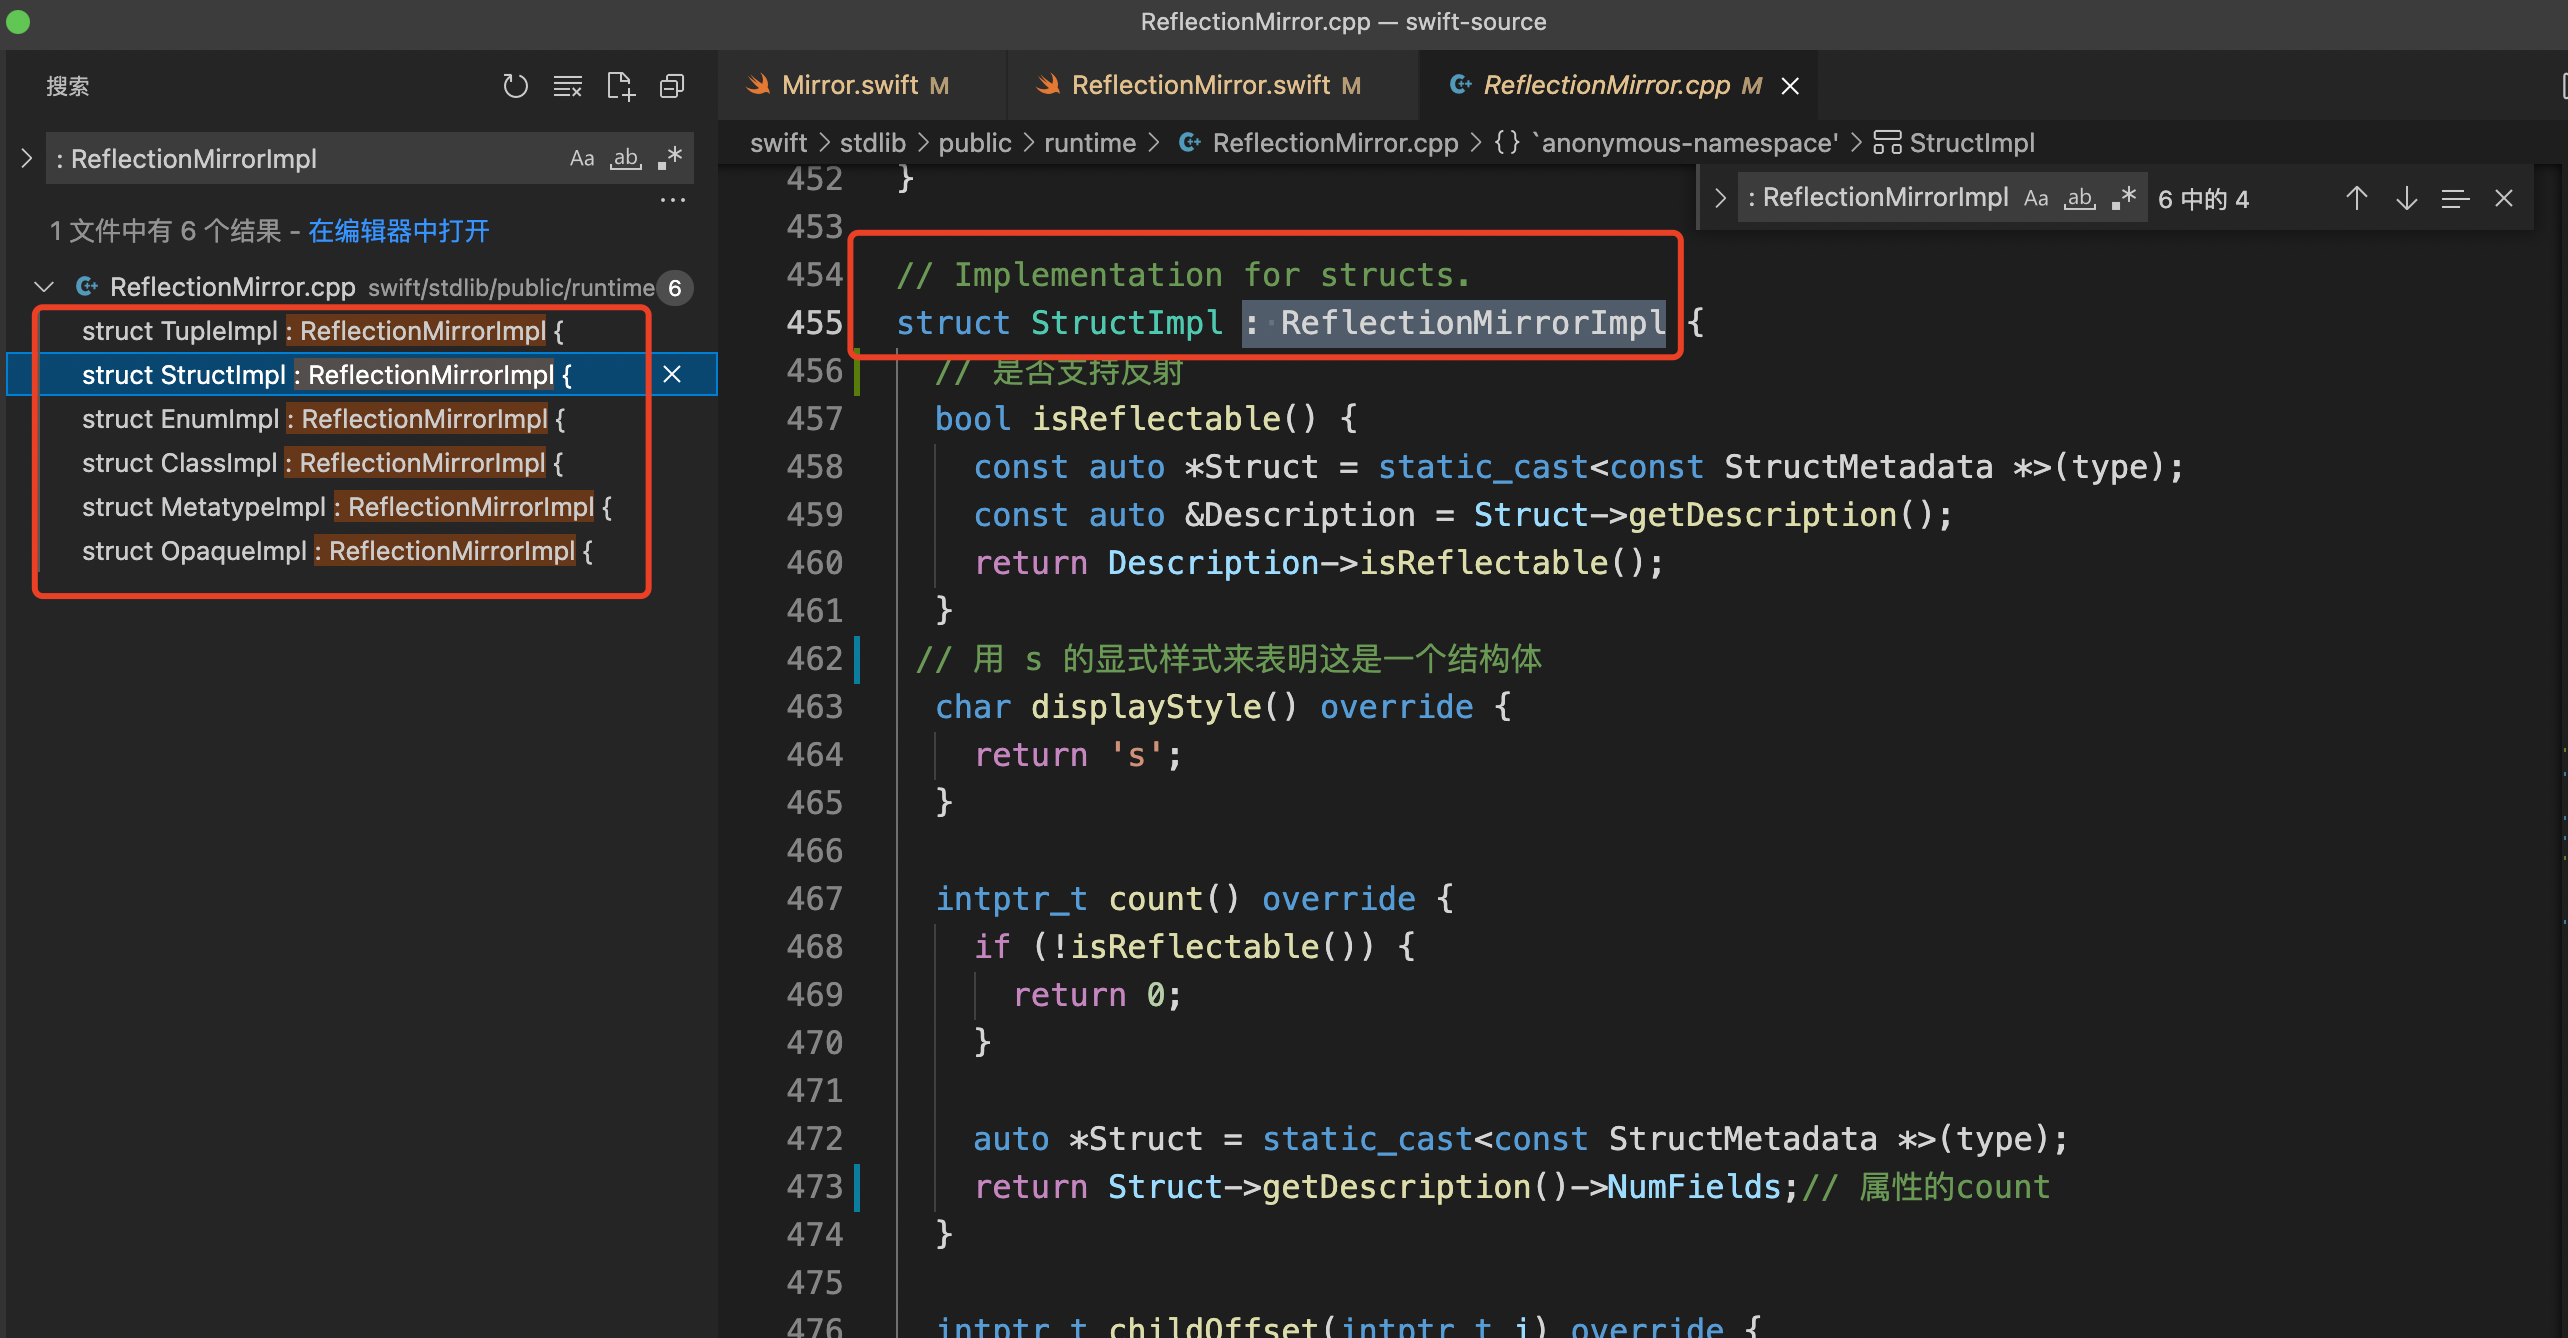 ReflectionMirror.cpp — swift-source
搜索
: ReflectionMirrorImpl Aa ab .*
...
1 文件中有 6 个结果 - 在编辑器中打开
ReflectionMirror.cpp swift/stdlib/public/runtime 6
struct TupleImpl : ReflectionMirrorImpl {
struct StructImpl : ReflectionMirrorImpl {
struct EnumImpl : ReflectionMirrorImpl {
struct ClassImpl : ReflectionMirrorImpl {
struct MetatypeImpl : ReflectionMirrorImpl {
struct OpaqueImpl : ReflectionMirrorImpl {
Mirror.swift M ReflectionMirror.swift M ReflectionMirror.cpp M
swift > stdlib > public > runtime > ReflectionMirror.cpp > {} `anonymous-namespace' > StructImpl
: ReflectionMirrorImpl Aa ab .* 6 中的 4
452 }
453
454 // Implementation for structs.
455 struct StructImpl : ReflectionMirrorImpl {
456 // 是否支持反射
457 bool isReflectable() {
458 const auto *Struct = static_cast<const StructMetadata *>(type);
459 const auto &Description = Struct->getDescription();
460 return Description->isReflectable();
461 }
462 // 用 s 的显式样式来表明这是一个结构体
463 char displayStyle() override {
464 return 's';
465 }
466
467 intptr_t count() override {
468 if (!isReflectable()) {
469 return 0;
470 }
471
472 auto *Struct = static_cast<const StructMetadata *>(type);
473 return Struct->getDescription()->NumFields;// 属性的count
474 }
475
476 intptr_t childOffset(intptr_t i) override {